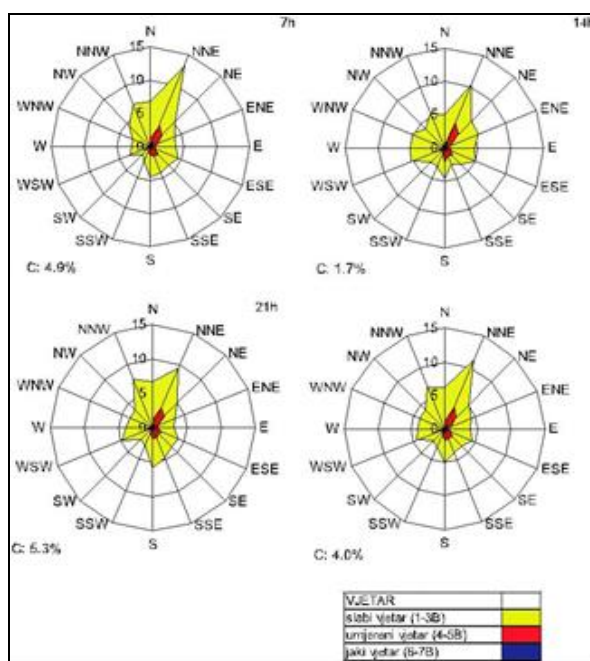 7h
N
NNW NNE
NW NE
WNW ENE
W E
WSW ESE
SW SE
SSW SSE
S
15
10
5
0
C: 4.9%
14h
N
NNW NNE
NW NE
WNW ENE
W E
WSW ESE
SW SE
SSW SSE
S
15
10
5
0
C: 1.7%
21h
N
NNW NNE
NW NE
WNW ENE
W E
WSW ESE
SW SE
SSW SSE
S
15
10
5
0
C: 5.3%
N
NNW NNE
NW NE
WNW ENE
W E
WSW ESE
SW SE
SSW SSE
S
15
10
5
0
C: 4.0%
VJETAR
slabi vjetar (1-3B)
umjereni vjetar (4-5B)
jaki vjetar (6-7B)